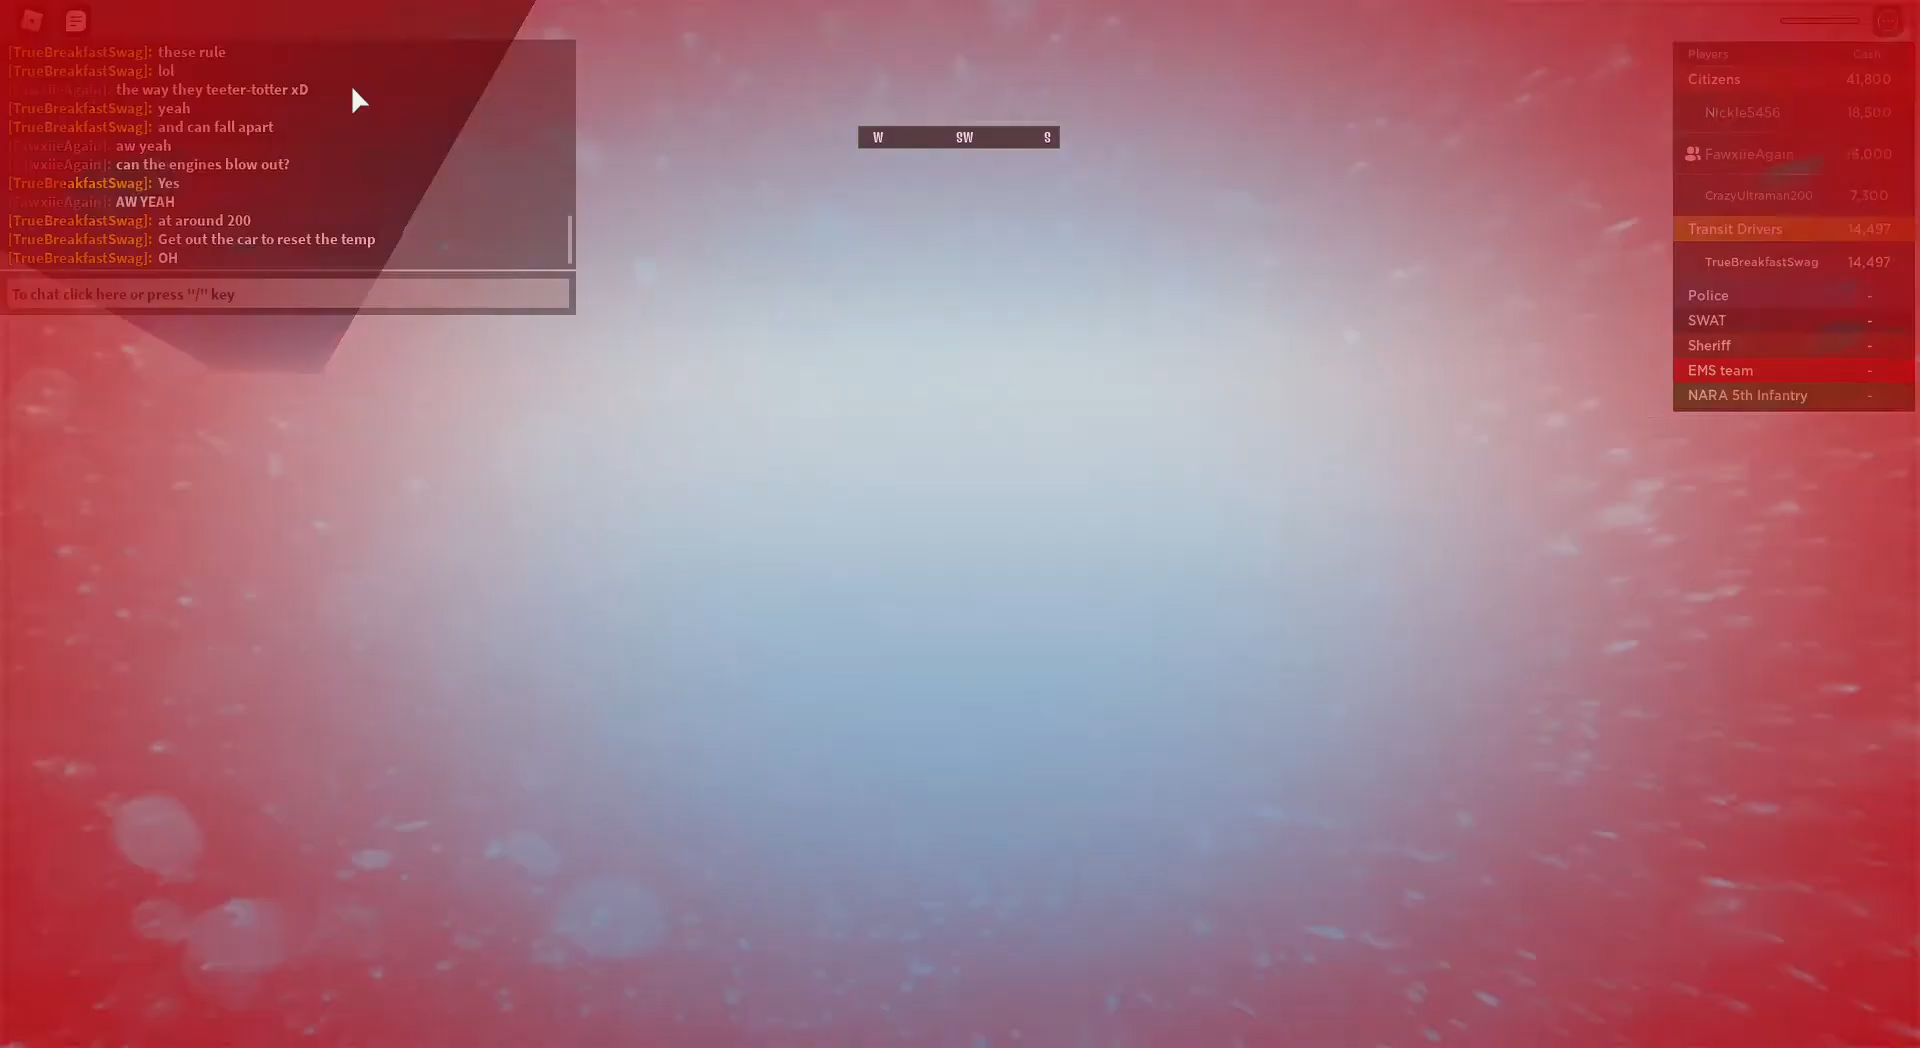 [TrueBreakfastSwag]: these rule
[TrueBreakfastSwag]: lol
[FawxiieAgain]: the way they teeter-totter xD
[TrueBreakfastSwag]: yeah
[TrueBreakfastSwag]: and can fall apart
[FawxiieAgain]: aw yeah
[FawxiieAgain]: can the engines blow out?
[TrueBreakfastSwag]: Yes
[FawxiieAgain]: AW YEAH
[TrueBreakfastSwag]: at around 200
[TrueBreakfastSwag]: Get out the car to reset the temp
[TrueBreakfastSwag]: OH
To chat click here or press "/" key
W SW S
Players Cash
Citizens 41,800
NIckle5456 18,500
FawxiieAgain
CrazyUltraman200 7,300
Transit Drivers 14,497
TrueBreakfastSwag 14,497
Police -
SWAT -
Sheriff -
EMS team -
NARA 5th Infantry -